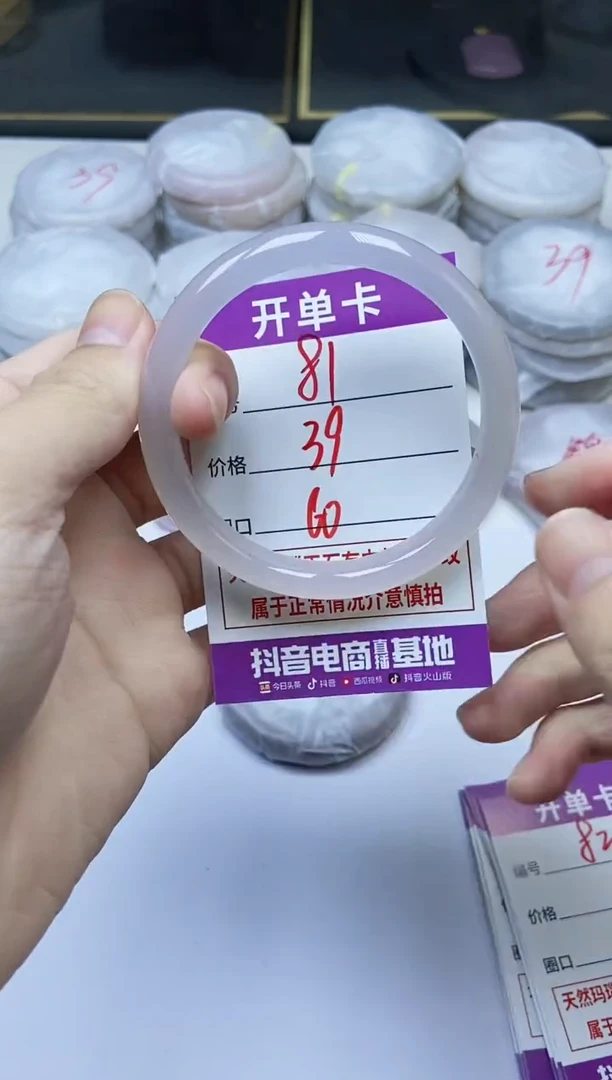 39
39
开单卡
81
价格 39
口 60
属于正常情况介意慎拍
抖音电商直播基地
头条 今日头条 抖音 西瓜视频 抖音火山版
开单卡
编号 82
价格
圈口
天然玛瑙
属于